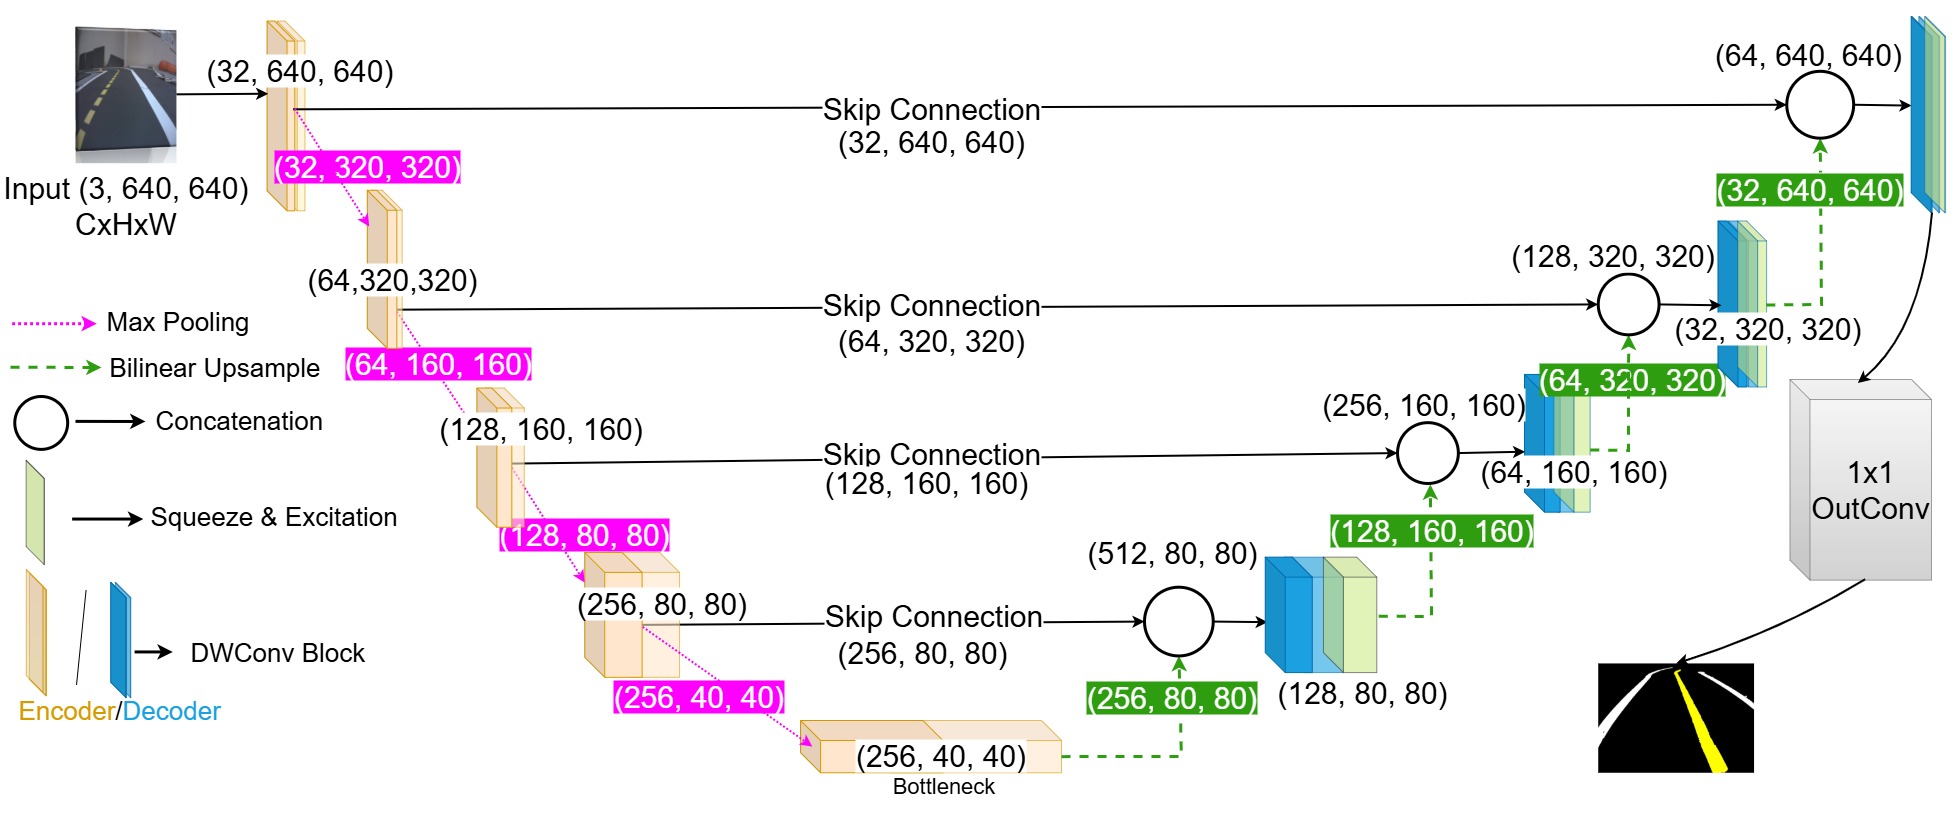 (32, 640, 640)
Input (3, 640, 640)
CxHxW
(32, 320, 320)
(64,320,320)
(64, 160, 160)
(128, 160, 160)
(128, 80, 80)
(256, 80, 80)
(256, 40, 40)
(256, 40, 40)
Bottleneck
Skip Connection
(32, 640, 640)
Skip Connection
(64, 320, 320)
Skip Connection
(128, 160, 160)
Skip Connection
(256, 80, 80)
(256, 80, 80)
(512, 80, 80)
(128, 80, 80)
(128, 160, 160)
(256, 160, 160)
(64, 160, 160)
(64, 320, 320)
(128, 320, 320)
(32, 320, 320)
(32, 640, 640)
(64, 640, 640)
1x1
OutConv
Max Pooling
Bilinear Upsample
Concatenation
Squeeze & Excitation
DWConv Block
Encoder/Decoder